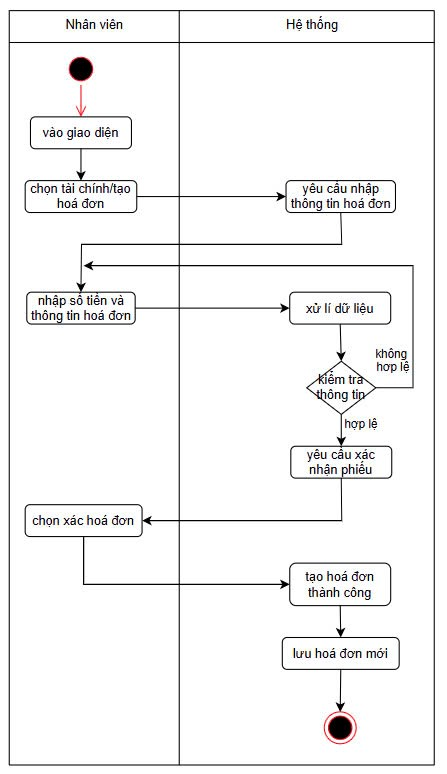 Nhân viên
Hệ thống
vào giao diện
chọn tài chính/tạo
hoá đơn
yêu cầu nhập
thông tin hoá đơn
nhập số tiền và
thông tin hoá đơn
xử lí dữ liệu
không
hợp lệ
kiểm tra
thông tin
hợp lệ
yêu cầu xác
nhận phiếu
chọn xác hoá đơn
tạo hoá đơn
thành công
lưu hoá đơn mới